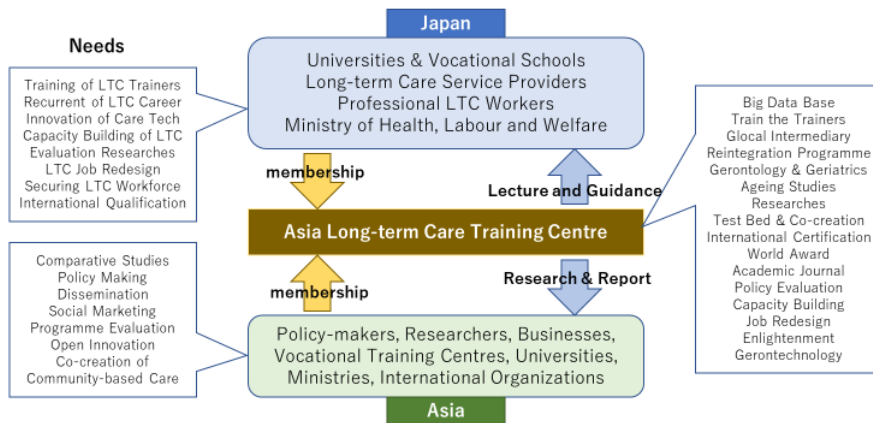 Japan
Needs
Universities & Vocational Schools
Long-term Care Service Providers
Professional LTC Workers
Ministry of Health, Labour and Welfare
Training of LTC Trainers
Recurrent of LTC Career
Innovation of Care Tech
Capacity Building of LTC
Evaluation Researches
LTC Job Redesign
Securing LTC Workforce
International Qualification
membership
Lecture and Guidance
Asia Long-term Care Training Centre
membership
Research & Report
Comparative Studies
Policy Making
Dissemination
Social Marketing
Programme Evaluation
Open Innovation
Co-creation of
Community-based Care
Policy-makers, Researchers, Businesses,
Vocational Training Centres, Universities,
Ministries, International Organizations
Asia
Big Data Base
Train the Trainers
Glocal Intermediary
Reintegration Programme
Gerontology & Geriatrics
Ageing Studies
Researches
Test Bed & Co-creation
International Certification
World Award
Academic Journal
Policy Evaluation
Capacity Building
Job Redesign
Enlightenment
Gerontechnology